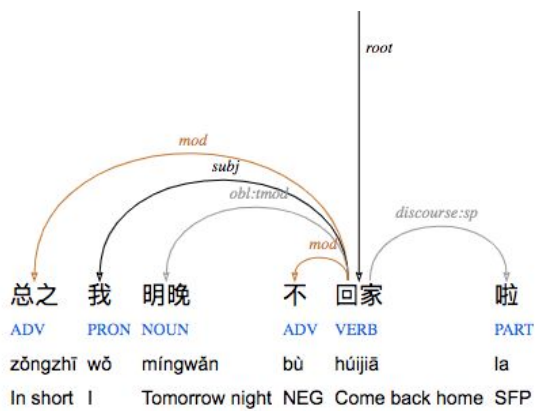 root
mod
subj
obl:tmod
discourse:sp
mod
总之 我 明晚 不 回家 啦
ADV PRON NOUN ADV VERB PART
zǒngzhī wǒ míngwǎn bù húijiā la
In short I Tomorrow night NEG Come back home SFP